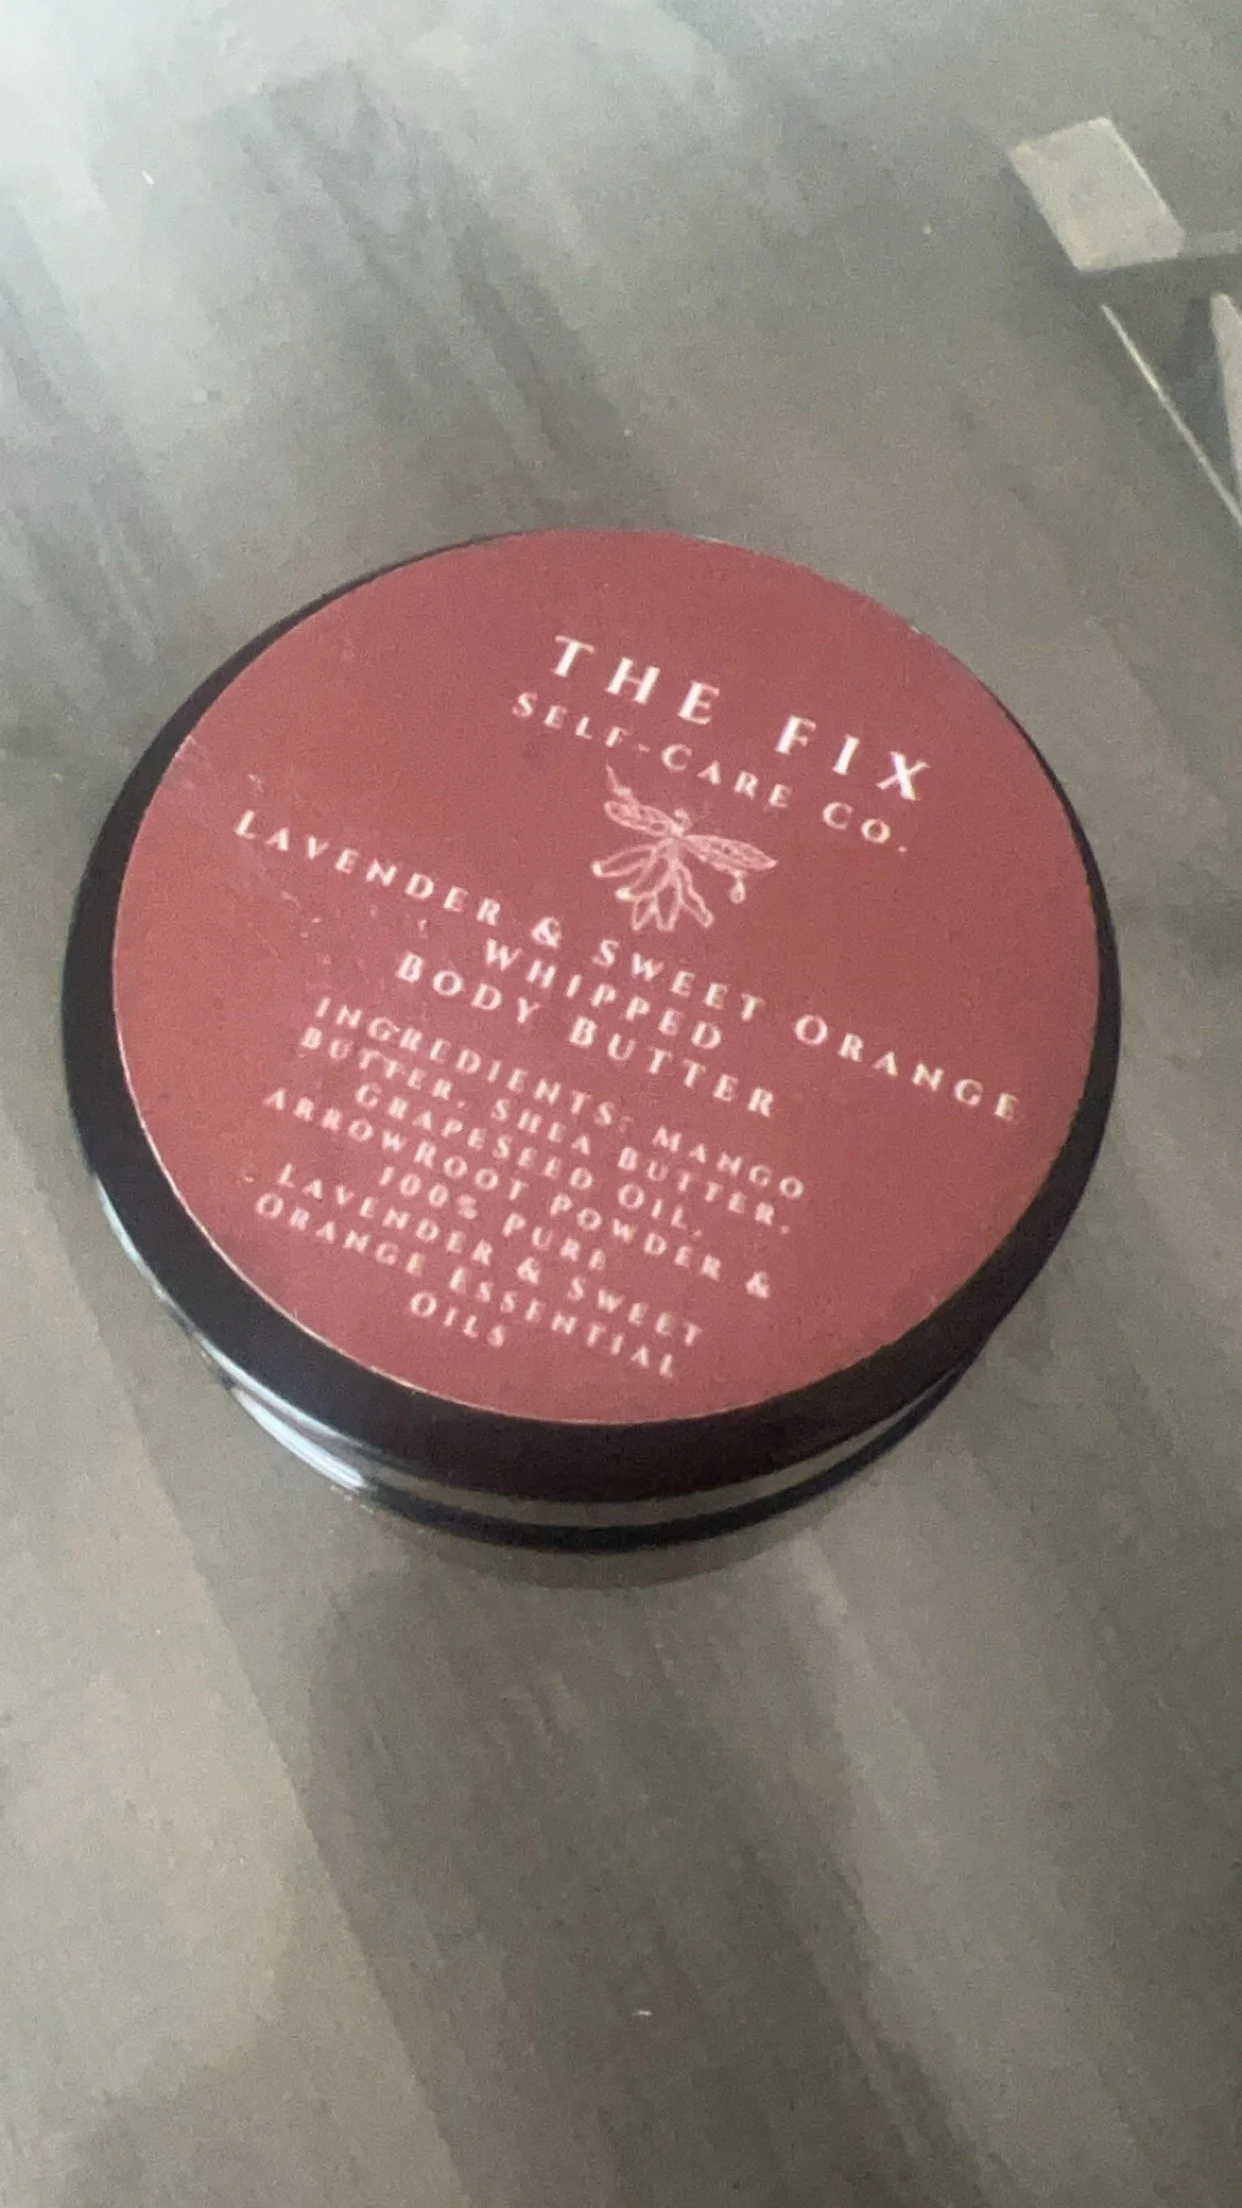 THE FIX
SELF-CARE CO.
LAVENDER & SWEET ORANGE
WHIPPED
BODY BUTTER
INGREDIENTS: MANGO
BUTTER, SHEA BUTTER,
GRAPESEED OIL,
ARROWROOT POWDER &
100% PURE
LAVENDER & SWEET
ORANGE ESSENTIAL
OILS